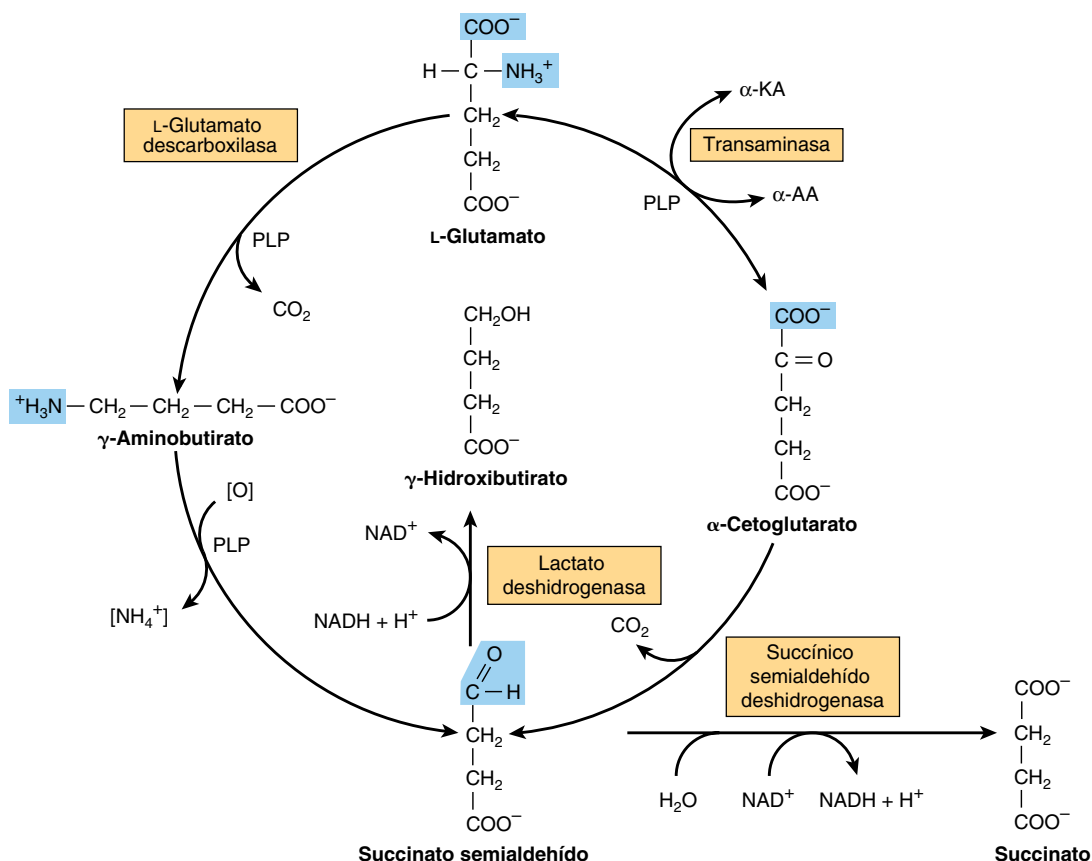 COO⁻
H — C — NH₃⁺
CH₂
CH₂
COO⁻
L-Glutamato
L-Glutamato
descarboxilasa
PLP
CO₂
α-KA
Transaminasa
PLP
α-AA
CH₂OH
CH₂
CH₂
COO⁻
γ-Hidroxibutirato
COO⁻
C = O
CH₂
CH₂
COO⁻
α-Cetoglutarato
⁺H₃N — CH₂ — CH₂ — CH₂ — COO⁻
γ-Aminobutirato
[O]
PLP
[NH₄⁺]
NAD⁺
NADH + H⁺
Lactato
deshidrogenasa
CO₂
O
C — H
CH₂
CH₂
COO⁻
Succinato semialdehído
Succínico
semialdehído
deshidrogenasa
H₂O
NAD⁺
NADH + H⁺
COO⁻
CH₂
CH₂
COO⁻
Succinato